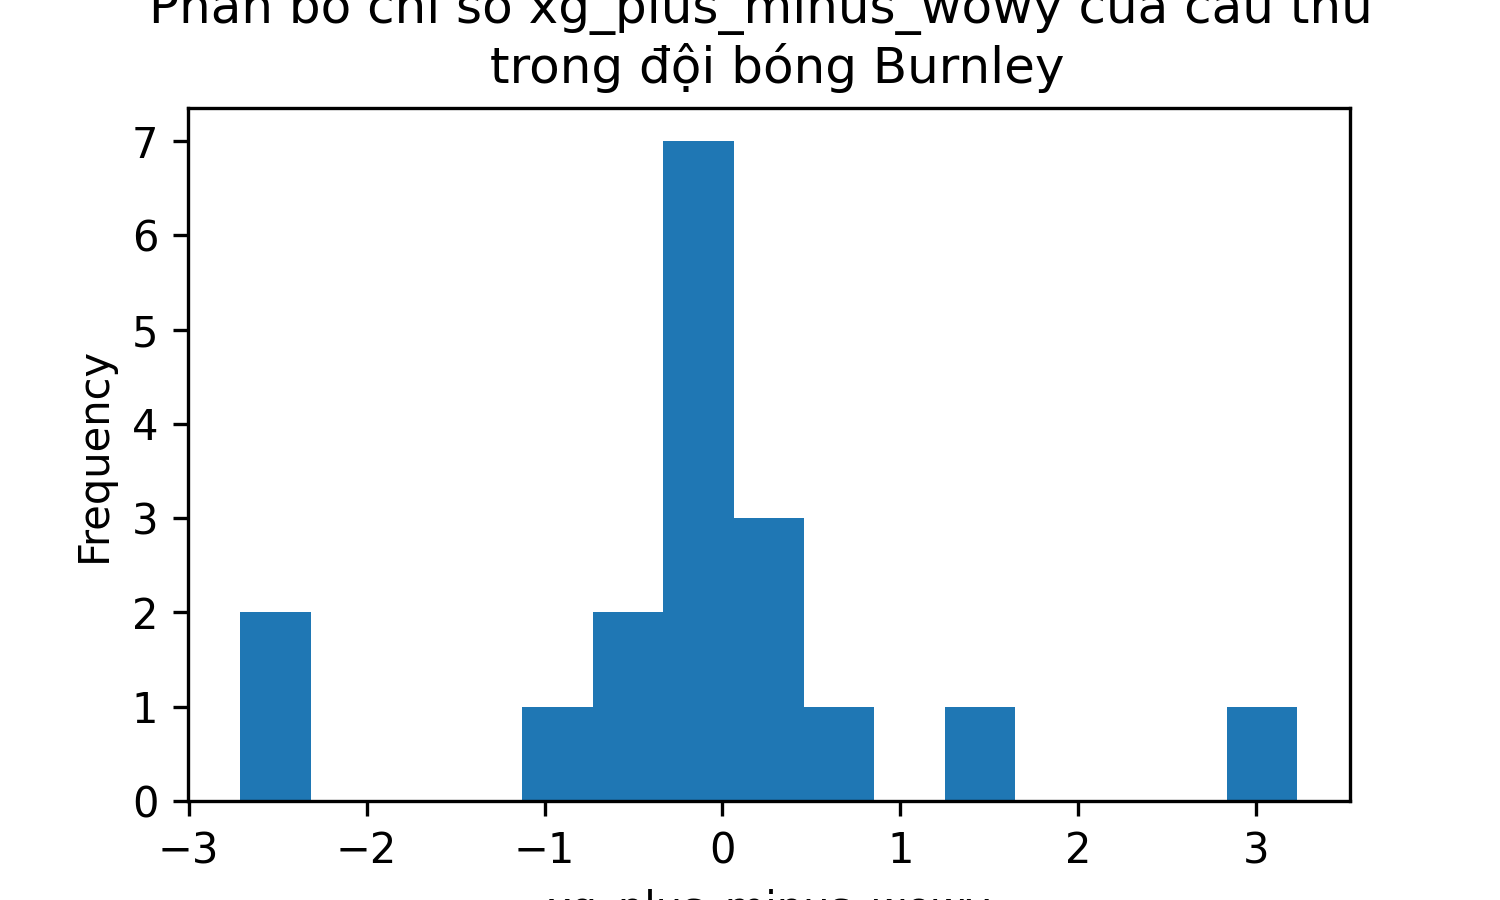 Phân bố chỉ số xg_plus_minus_wowy của cầu thủ
trong đội bóng Burnley
7
6
5
4
3
2
1
0
Frequency
−3 −2 −1 0 1 2 3
xg_plus_minus_wowy